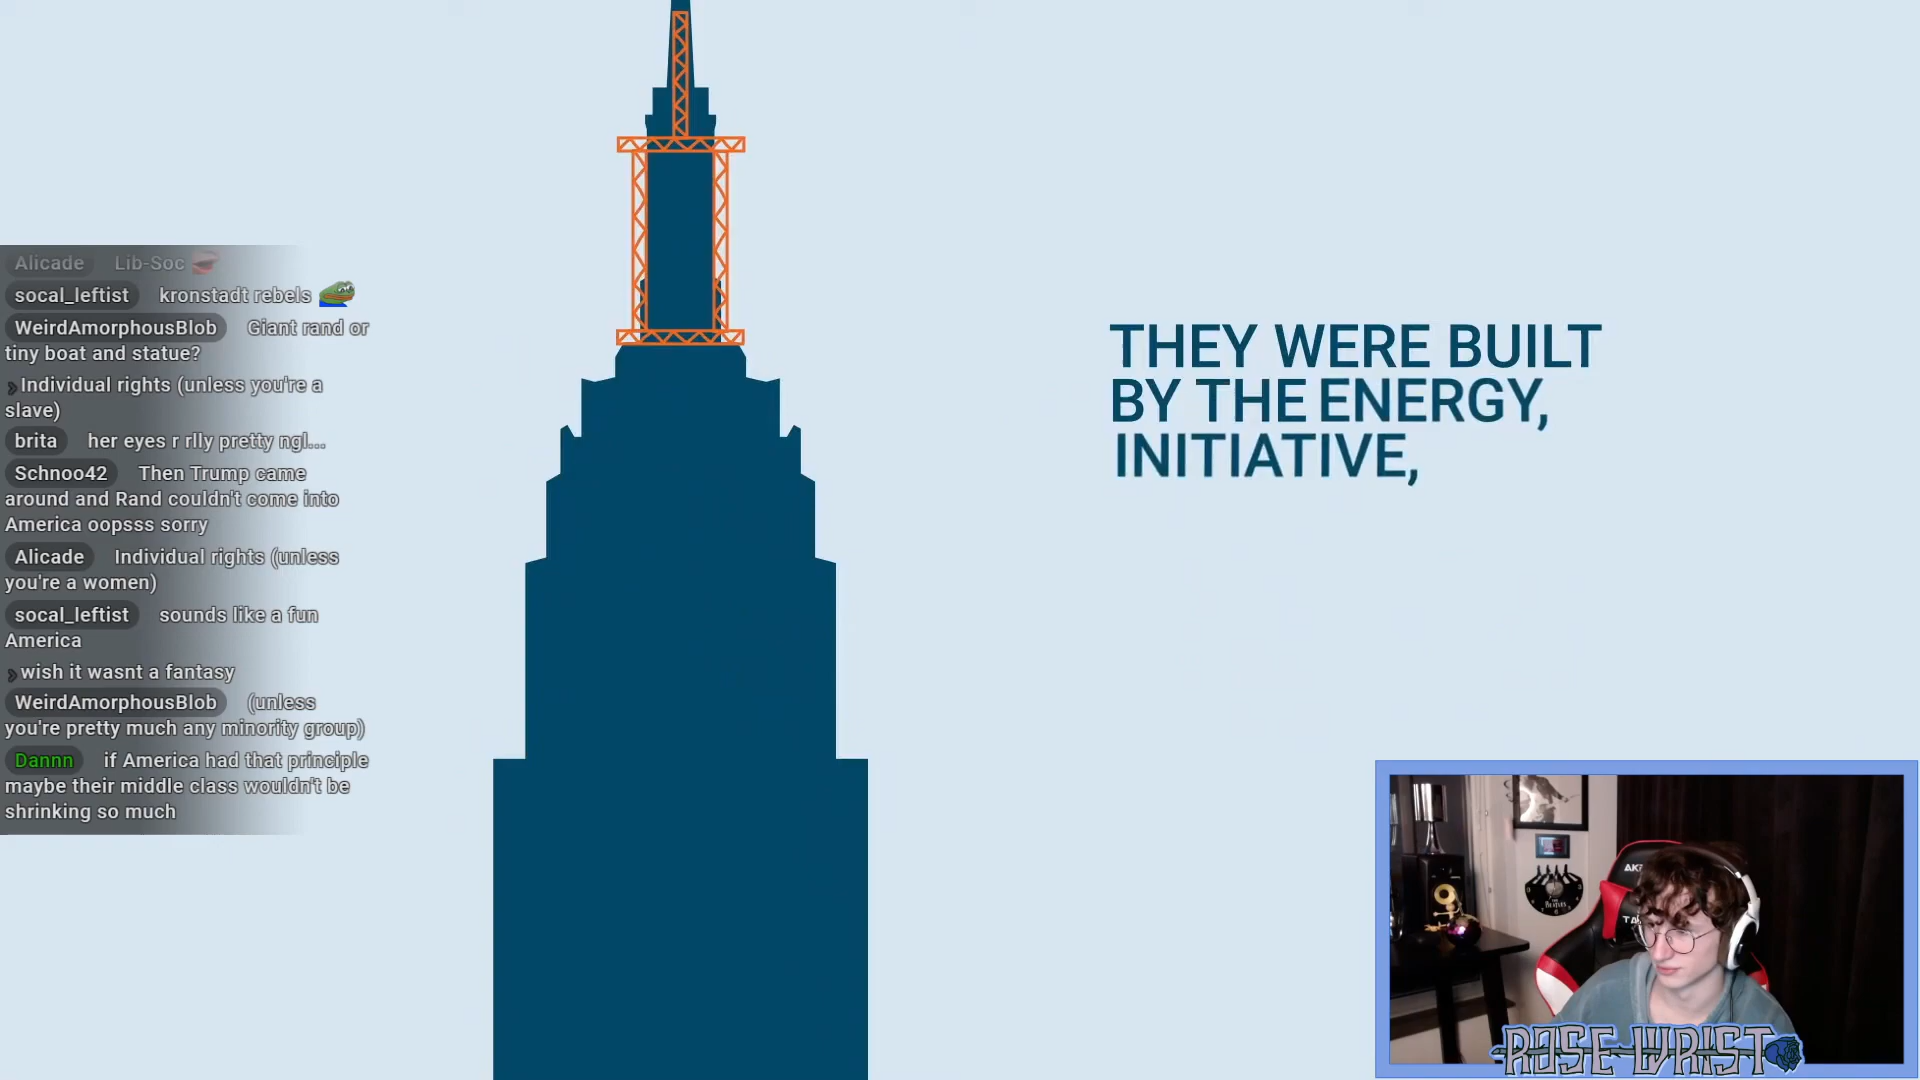 Alicade Lib-Soc
socal_leftist kronstadt rebels
WeirdAmorphousBlob Giant rand or
tiny boat and statue?
Individual rights (unless you're a
slave)
brita her eyes r rlly pretty ngl...
Schnoo42 Then Trump came
around and Rand couldn't come into
America oopsss sorry
Alicade Individual rights (unless
you're a women)
socal_leftist sounds like a fun
America
wish it wasnt a fantasy
WeirdAmorphousBlob (unless
you're pretty much any minority group)
Dannn if America had that principle
maybe their middle class wouldn't be
shrinking so much
THEY WERE BUILT
BY THE ENERGY,
INITIATIVE,
THE
BEATLES
ROSE WRIST